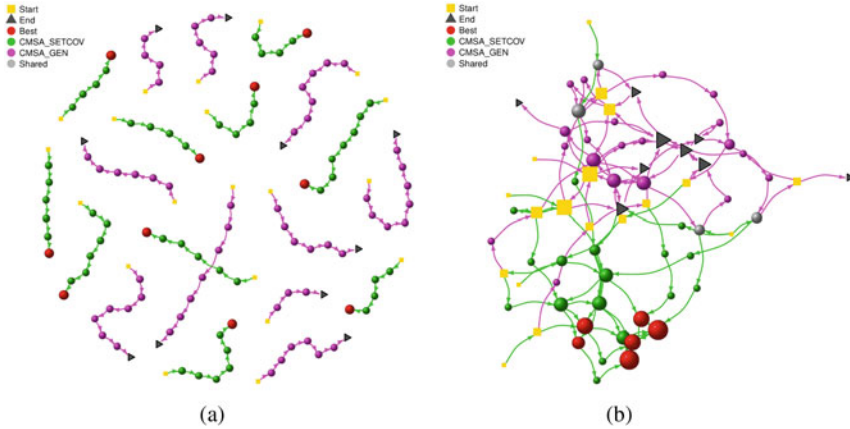 Start
End
Best
CMSA_SETCOV
CMSA_GEN
Shared
(a)
Start
End
Best
CMSA_SETCOV
CMSA_GEN
Shared
(b)